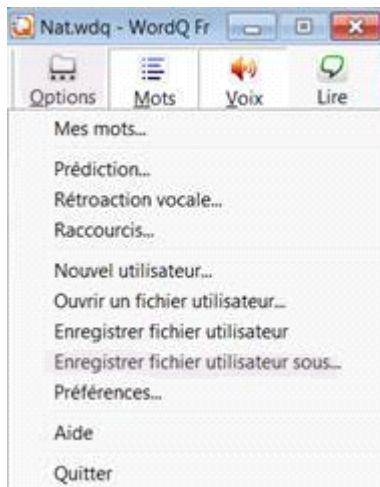 Nat.wdq - WordQ Fr
Options Mots Voix Lire
Mes mots...
Prédiction...
Rétroaction vocale...
Raccourcis...
Nouvel utilisateur...
Ouvrir un fichier utilisateur...
Enregistrer fichier utilisateur
Enregistrer fichier utilisateur sous...
Préférences...
Aide
Quitter